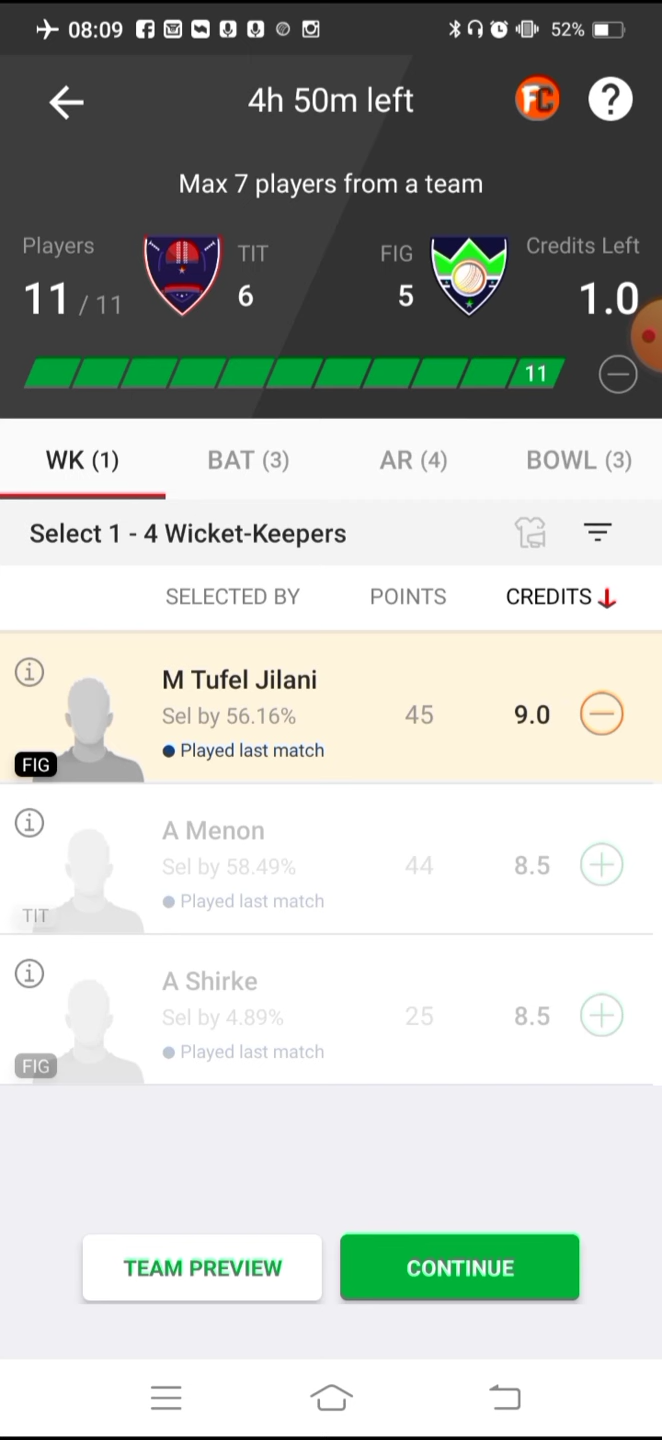 08:09
52%
4h 50m left
FC
?
Max 7 players from a team
Players
TIT
FIG
Credits Left
11 / 11
6
5
1.0
11
WK (1)
BAT (3)
AR (4)
BOWL (3)
Select 1 - 4 Wicket-Keepers
SELECTED BY
POINTS
CREDITS
M Tufel Jilani
Sel by 56.16%
45
9.0
Played last match
FIG
A Menon
Sel by 58.49%
44
8.5
Played last match
TIT
A Shirke
Sel by 4.89%
25
8.5
Played last match
FIG
TEAM PREVIEW
CONTINUE